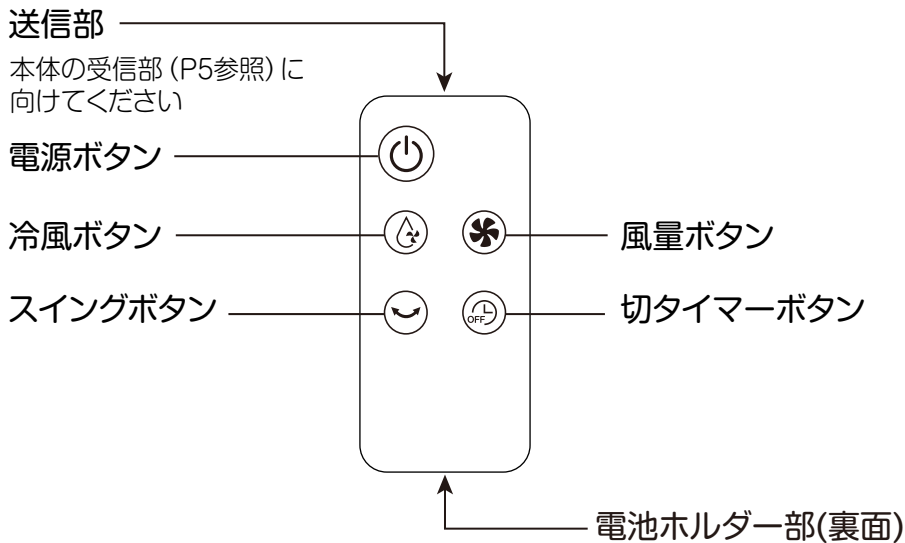 送信部
本体の受信部(P5参照)に
向けてください
電源ボタン
冷風ボタン
風量ボタン
スイングボタン
OFF
切タイマーボタン
電池ホルダー部(裏面)